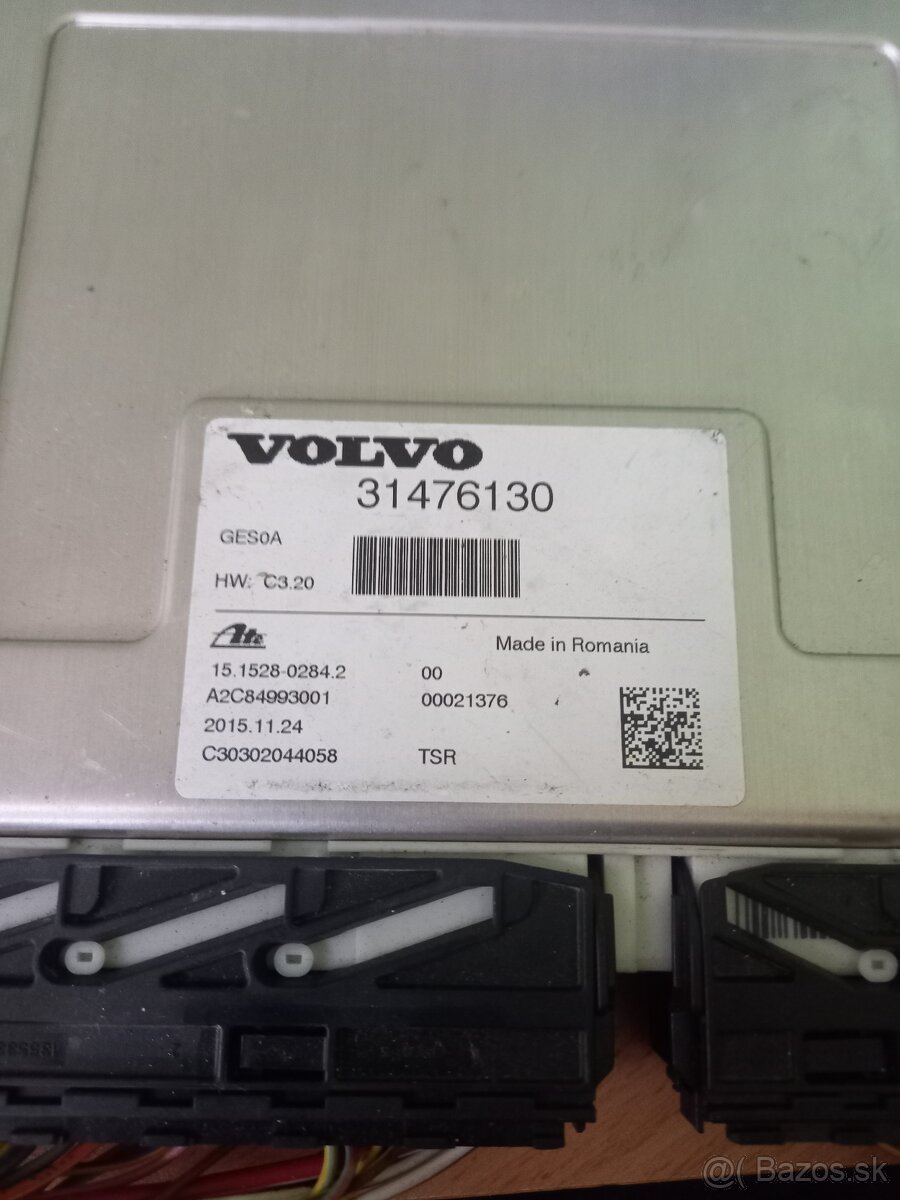 VOLVO
31476130
GES0A
HW: C3.20
Ate
Made in Romania
15.1528-0284.2 00
A2C84993001 00021376
2015.11.24
C30302044058 TSR
@( Bazos.sk